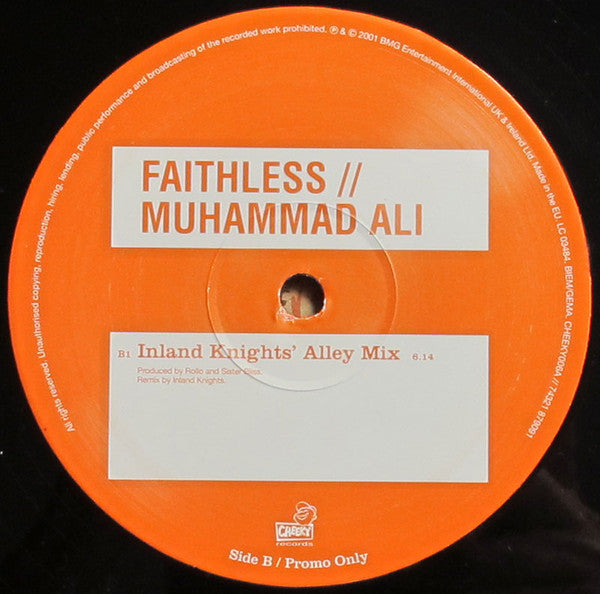 All rights reserved. Unauthorised copying, reproduction, hiring, lending, public performance and broadcasting of the recorded work prohibited. ℗ & © 2001 BMG Entertainment International UK & Ireland Ltd. Made in the EU. LC 03484. BIEM/GEMA. CHEEKY009A // 74321 879091
FAITHLESS //
MUHAMMAD ALI
B1 Inland Knights' Alley Mix 6.14
Produced by Rollo and Sister Bliss.
Remix by Inland Knights.
CHEEKY
records
Side B / Promo Only